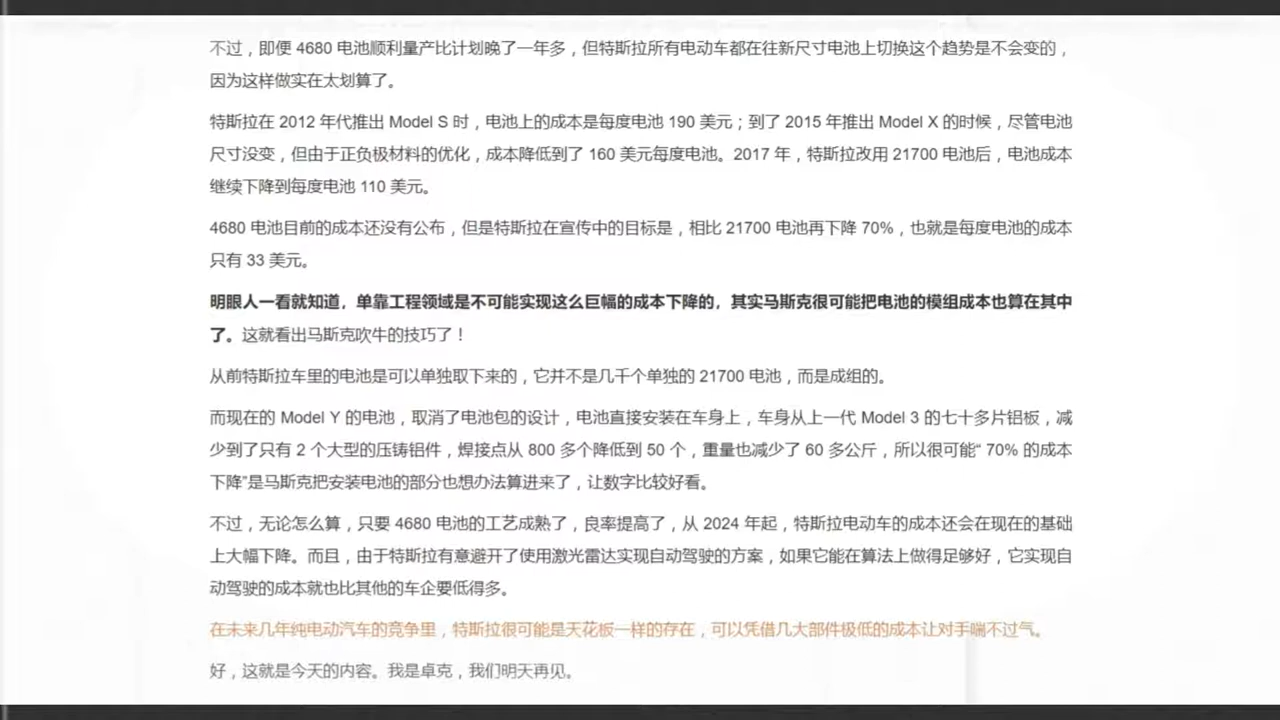 不过，即便 4680 电池顺利量产比计划晚了一年多，但特斯拉所有电动车都在往新尺寸电池上切换这个趋势是不会变的，
因为这样做实在太划算了。
特斯拉在 2012 年代推出 Model S 时，电池上的成本是每度电池 190 美元；到了 2015 年推出 Model X 的时候，尽管电池
尺寸没变，但由于正负极材料的优化，成本降低到了 160 美元每度电池。2017 年，特斯拉改用 21700 电池后，电池成本
继续下降到每度电池 110 美元。
4680 电池目前的成本还没有公布，但是特斯拉在宣传中的目标是，相比 21700 电池再下降 70%，也就是每度电池的成本
只有 33 美元。
明眼人一看就知道，单靠工程领域是不可能实现这么巨幅的成本下降的，其实马斯克很可能把电池的模组成本也算在其中
了。这就看出马斯克吹牛的技巧了！
从前特斯拉车里的电池是可以单独取下来的，它并不是几千个单独的 21700 电池，而是成组的。
而现在的 Model Y 的电池，取消了电池包的设计，电池直接安装在车身上，车身从上一代 Model 3 的七十多片铝板，减
少到了只有 2 个大型的压铸铝件，焊接点从 800 多个降低到 50 个，重量也减少了 60 多公斤，所以很可能“ 70% 的成本
下降”是马斯克把安装电池的部分也想办法算进来了，让数字比较好看。
不过，无论怎么算，只要 4680 电池的工艺成熟了，良率提高了，从 2024 年起，特斯拉电动车的成本还会在现在的基础
上大幅下降。而且，由于特斯拉有意避开了使用激光雷达实现自动驾驶的方案，如果它能在算法上做得足够好，它实现自
动驾驶的成本就也比其他的车企要低得多。
在未来几年纯电动汽车的竞争里，特斯拉很可能是天花板一样的存在，可以凭借几大部件极低的成本让对手喘不过气。
好，这就是今天的内容。我是卓克，我们明天再见。